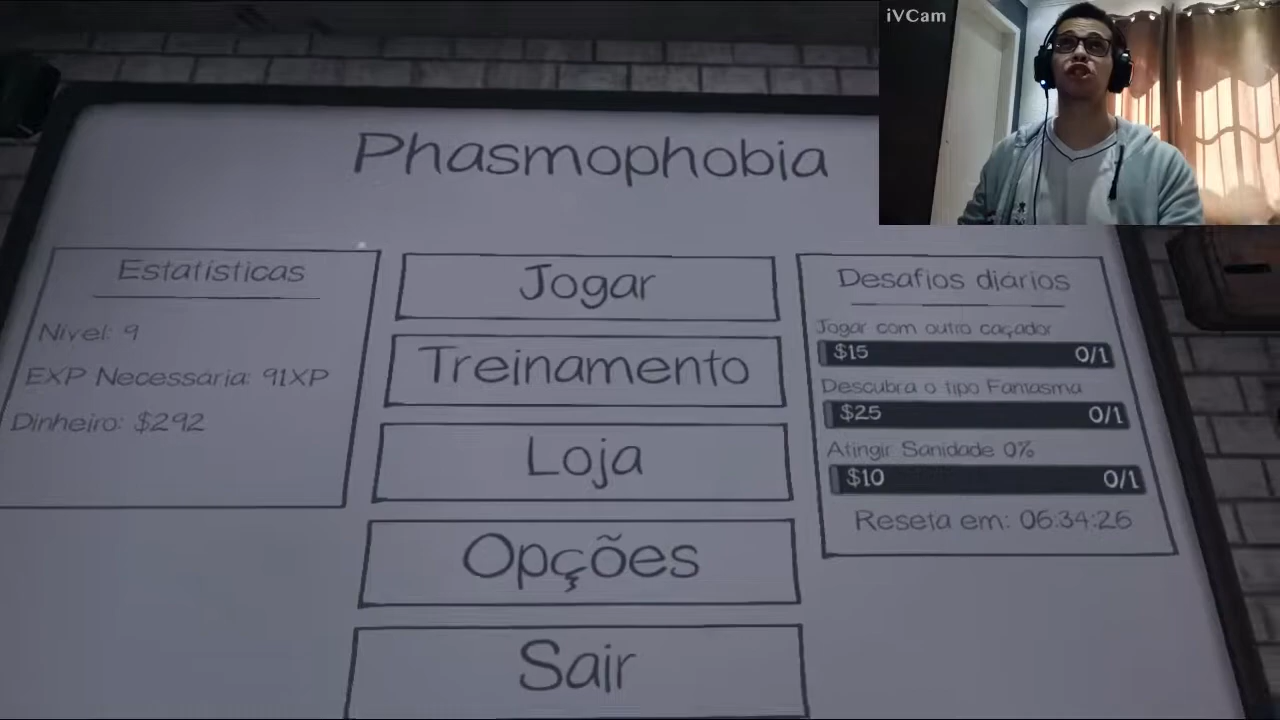 iVCam
Phasmophobia
Estatísticas
Nível: 9
EXP Necessária: 91XP
Dinheiro: $292
Jogar
Treinamento
Loja
Opções
Sair
Desafios diários
Jogar com outro caçador
$15 0/1
Descubra o tipo Fantasma
$25 0/1
Atingir Sanidade 0%
$10 0/1
Reseta em: 06:34:26